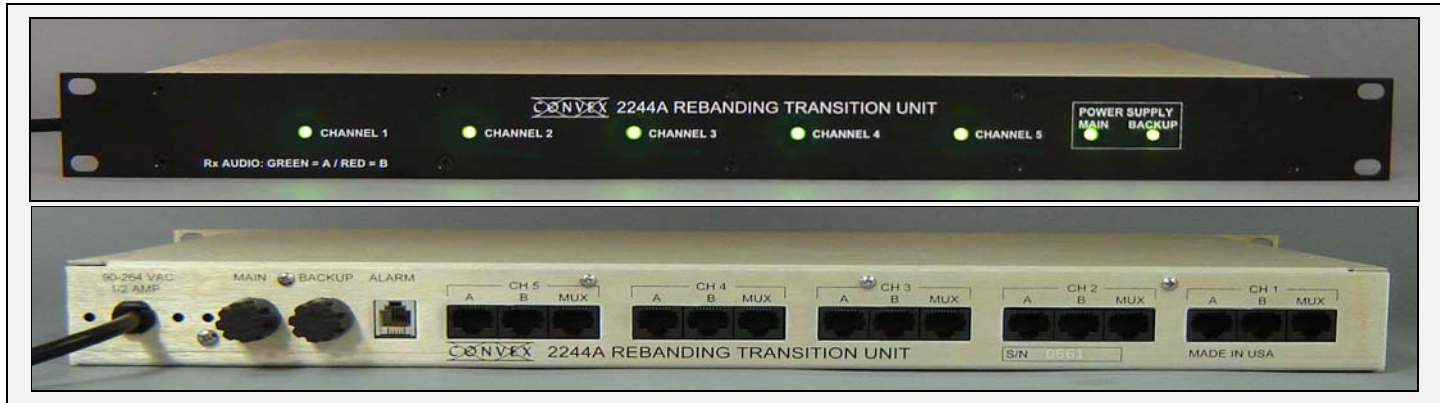 CONVEX 2244A REBANDING TRANSITION UNIT
POWER SUPPLY
MAIN BACKUP
CHANNEL 1 CHANNEL 2 CHANNEL 3 CHANNEL 4 CHANNEL 5
Rx AUDIO: GREEN = A / RED = B
90-264 VAC
1/2 AMP
MAIN BACKUP ALARM
CH 5 CH 4 CH 3 CH 2 CH 1
A B MUX A B MUX A B MUX A B MUX A B MUX
CONVEX 2244A REBANDING TRANSITION UNIT
S/N 0561
MADE IN USA